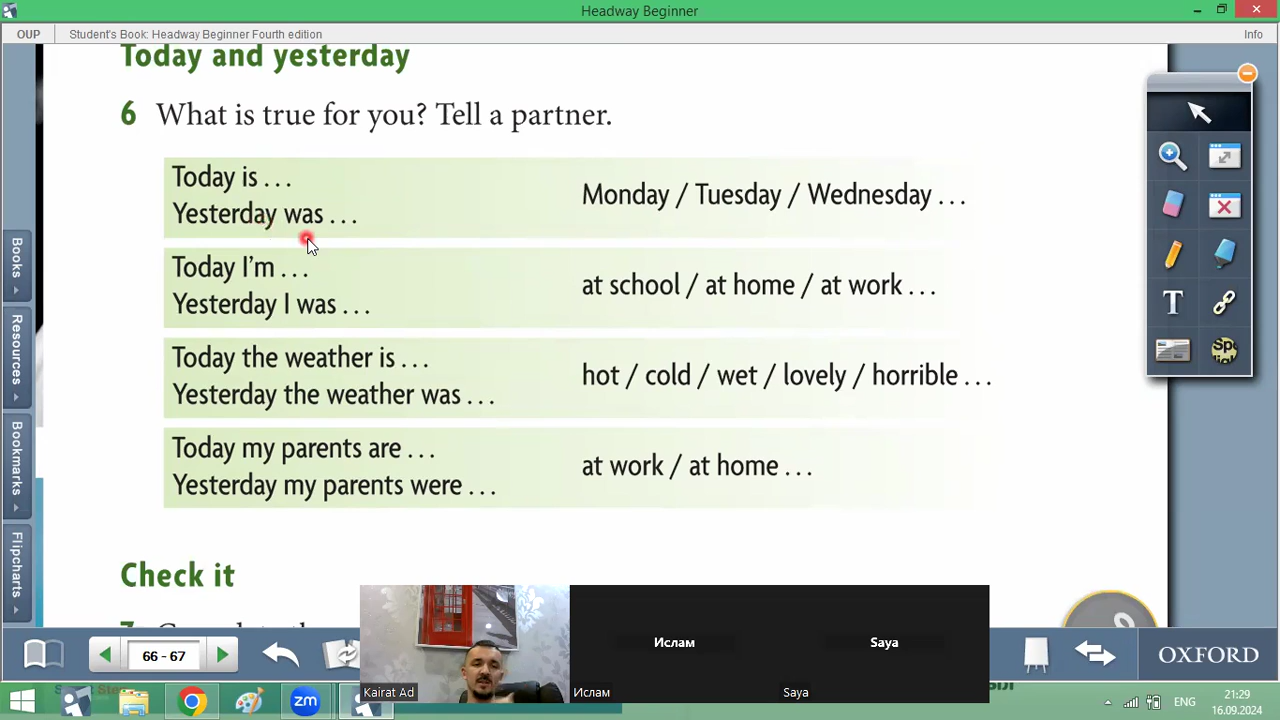 Headway Beginner
OUP
Student's Book: Headway Beginner Fourth edition
Info
Today and yesterday
6 What is true for you? Tell a partner.
Today is . . .
Yesterday was . . .
Monday / Tuesday / Wednesday . . .
Today I'm . . .
Yesterday I was . . .
at school / at home / at work . . .
Today the weather is . . .
Yesterday the weather was . . .
hot / cold / wet / lovely / horrible . . .
Today my parents are . . .
Yesterday my parents were . . .
at work / at home . . .
Check it
Books
Resources
Bookmarks
Flipcharts
T
66 - 67
OXFORD
Ислам
Saya
Kairat Ad
Ислам
Saya
zm
ENG
21:29
16.09.2024